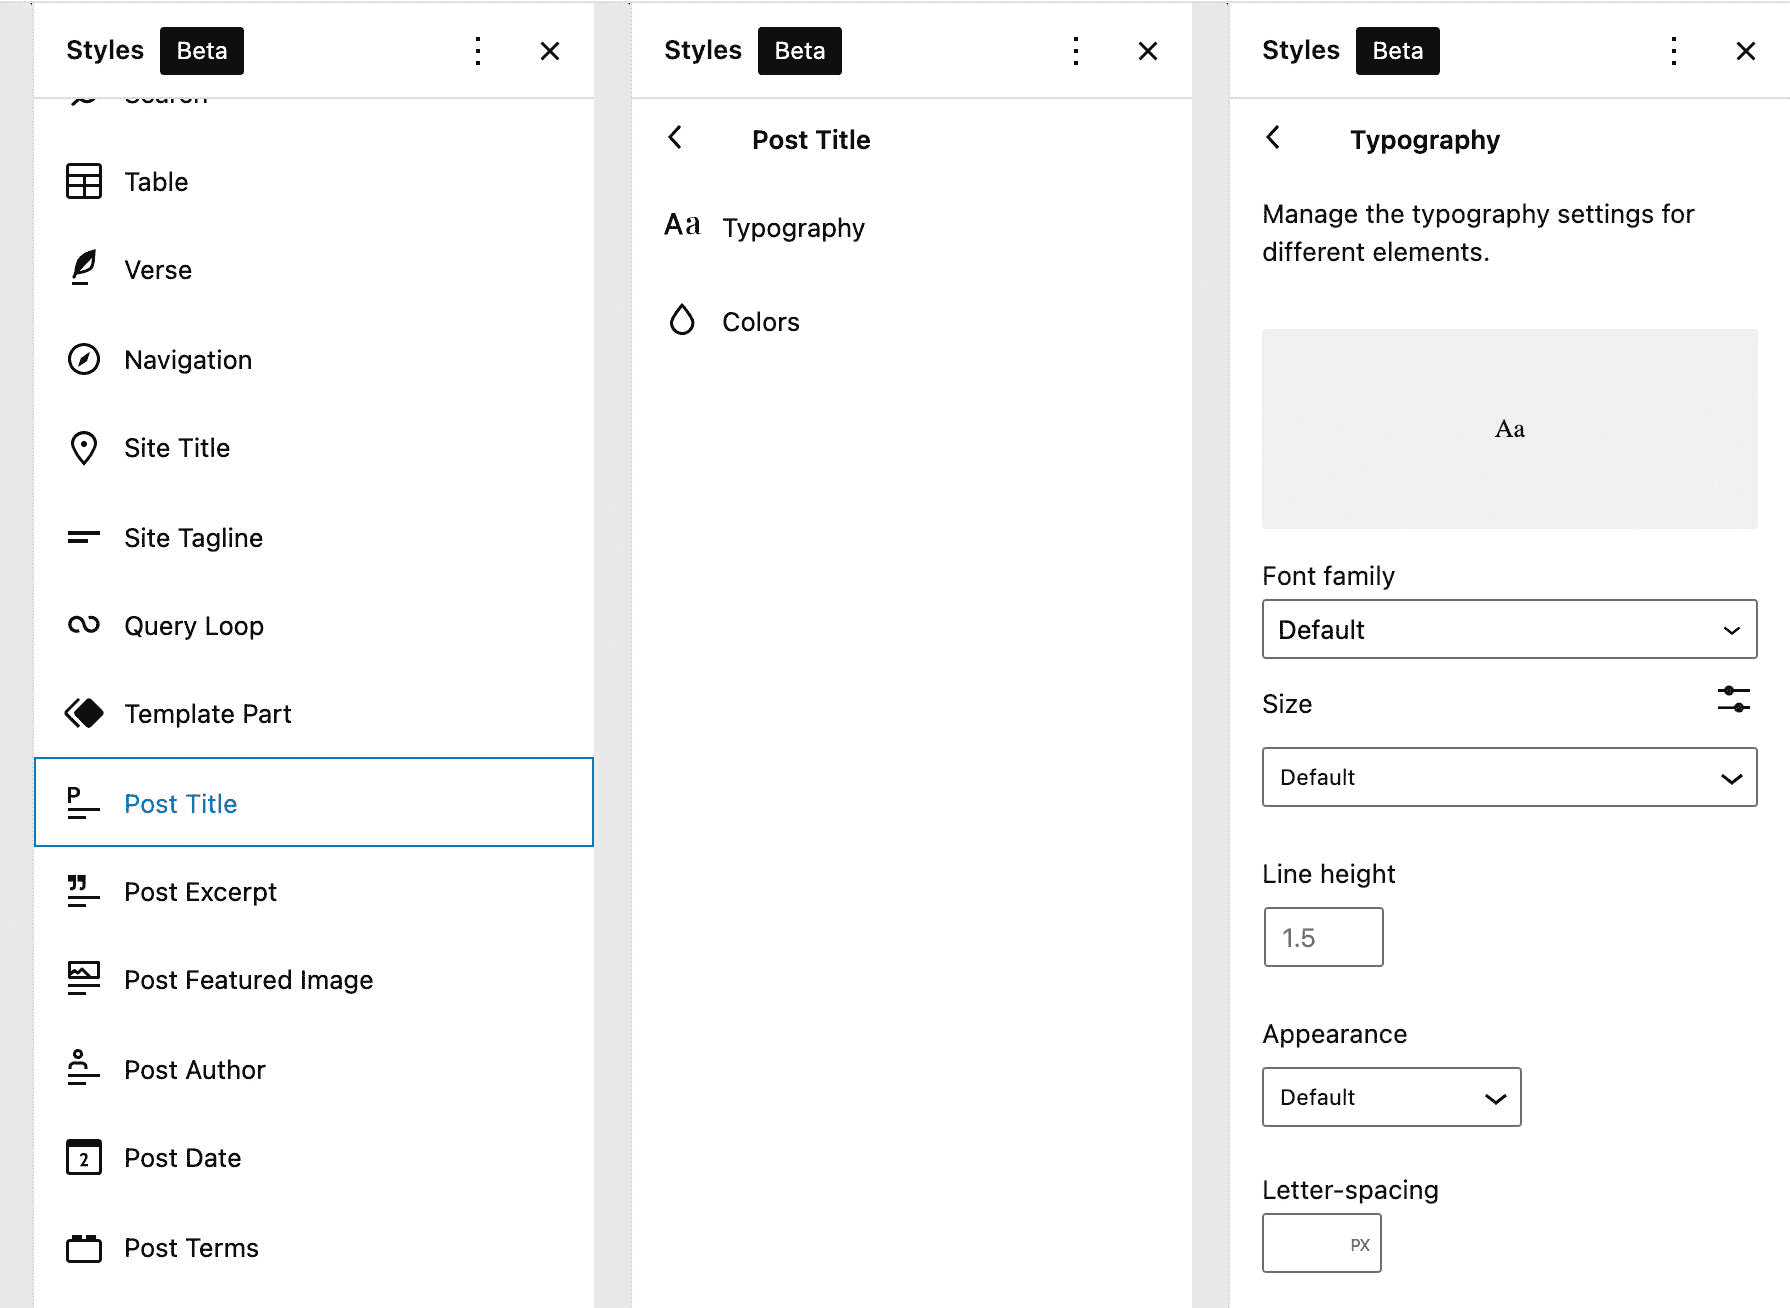 Styles Beta
Search
Table
Verse
Navigation
Site Title
Site Tagline
Query Loop
Template Part
P
Post Title
Post Excerpt
Post Featured Image
Post Author
2
Post Date
Post Terms
Styles Beta
Post Title
Aa Typography
Colors
Styles Beta
Typography
Manage the typography settings for
different elements.
Aa
Font family
Default
Size
Default
Line height
1.5
Appearance
Default
Letter-spacing
PX